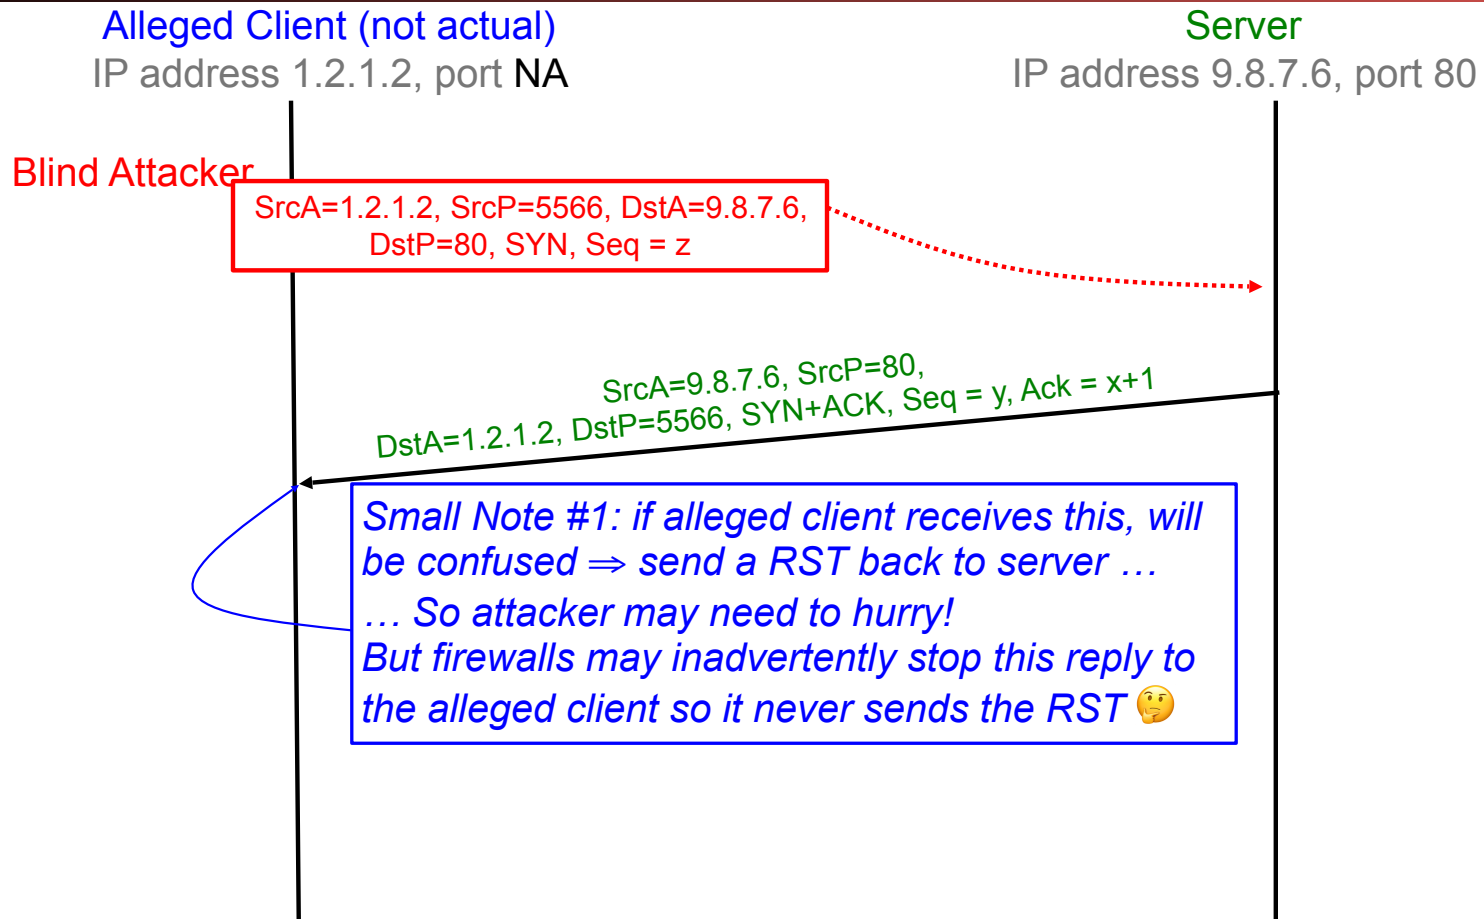 Alleged Client (not actual)
IP address 1.2.1.2, port NA
Server
IP address 9.8.7.6, port 80
Blind Attacker
SrcA=1.2.1.2, SrcP=5566, DstA=9.8.7.6,
DstP=80, SYN, Seq = z
SrcA=9.8.7.6, SrcP=80,
DstA=1.2.1.2, DstP=5566, SYN+ACK, Seq = y, Ack = x+1
Small Note #1: if alleged client receives this, will
be confused ⇒ send a RST back to server …
… So attacker may need to hurry!
But firewalls may inadvertently stop this reply to
the alleged client so it never sends the RST 🤔